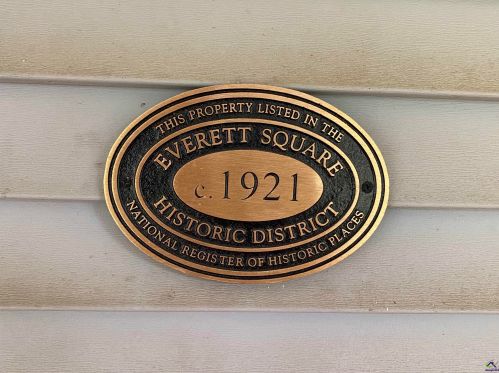 THIS PROPERTY LISTED IN THE
EVERETT SQUARE
c. 1921
HISTORIC DISTRICT
NATIONAL REGISTER OF HISTORIC PLACES